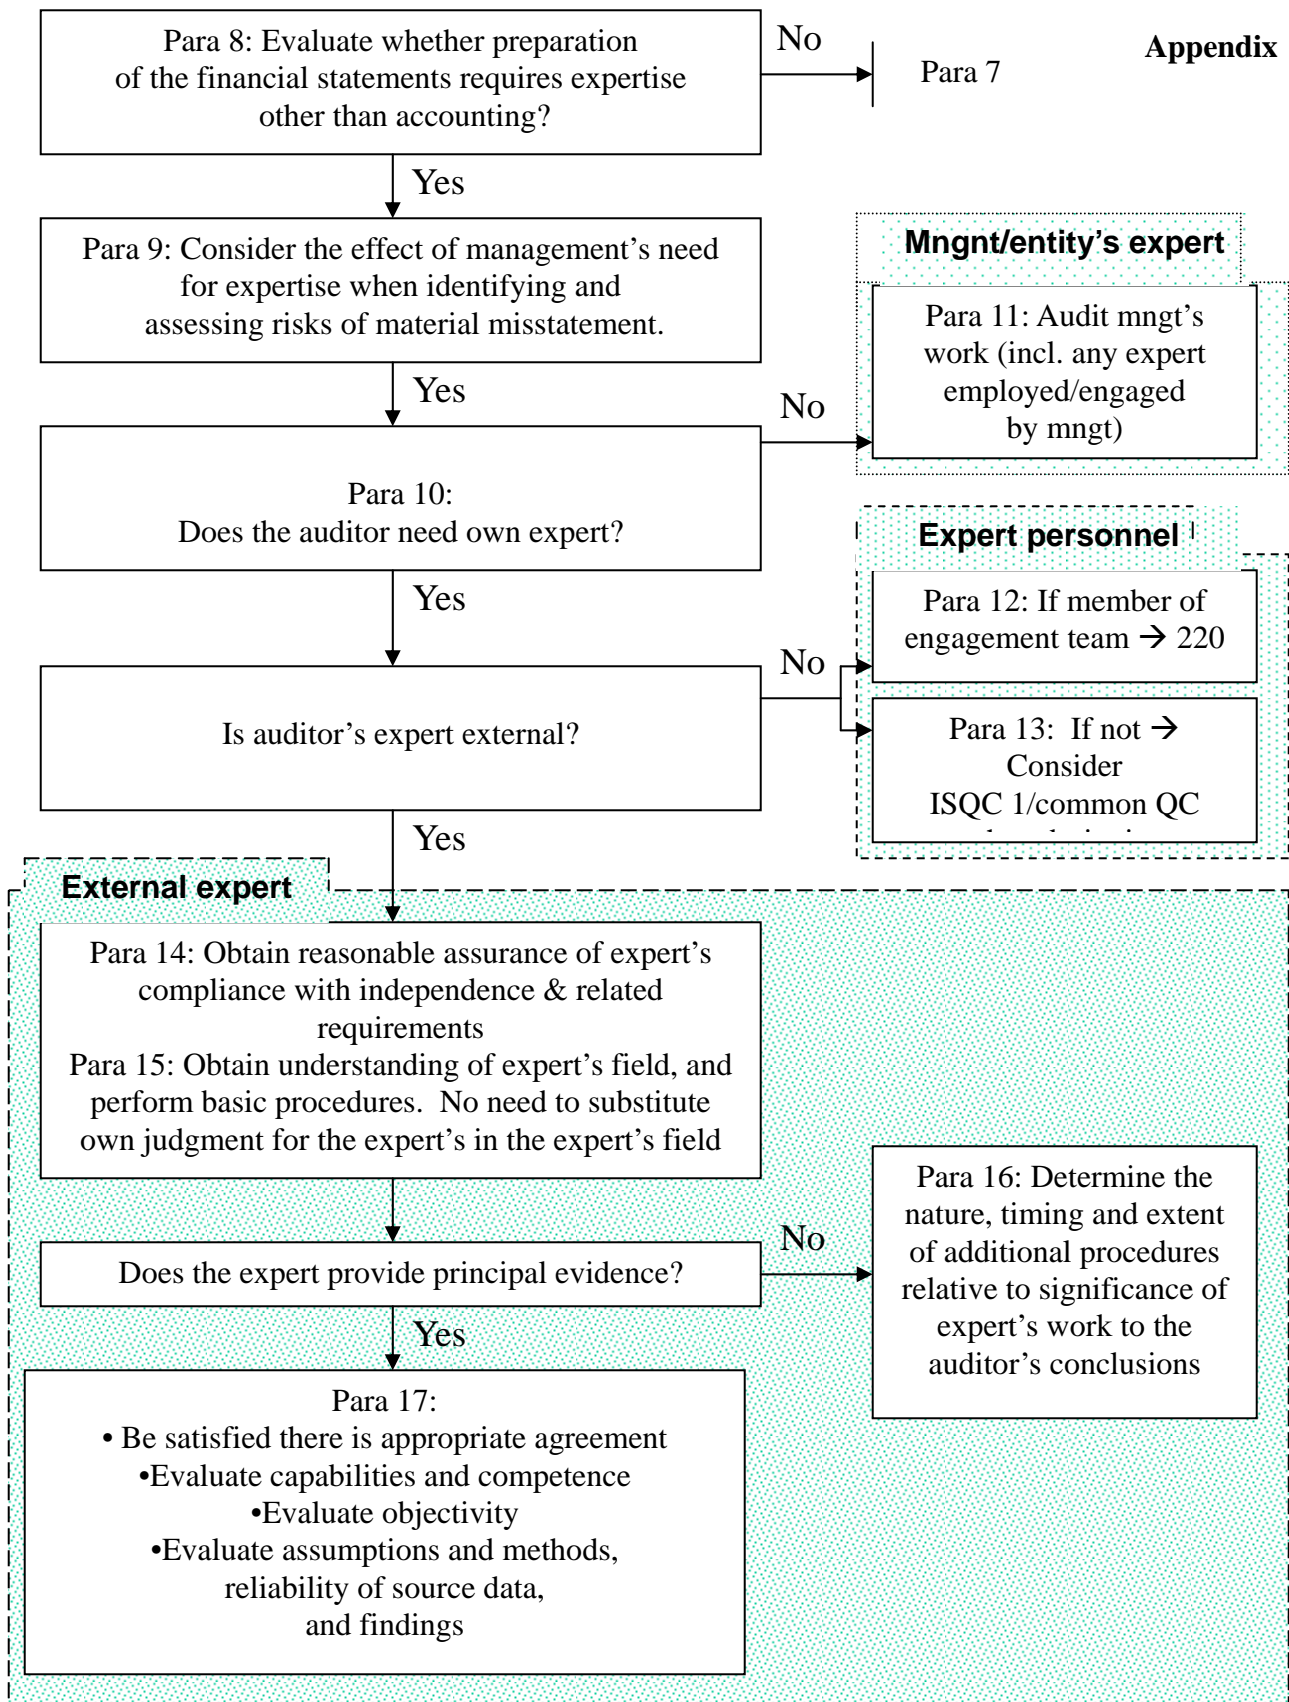 Appendix
Para 8: Evaluate whether preparation
of the financial statements requires expertise
other than accounting?
No
Para 7
Yes
Para 9: Consider the effect of management’s need
for expertise when identifying and
assessing risks of material misstatement.
Yes
Mngnt/entity’s expert
Para 11: Audit mngt’s
work (incl. any expert
employed/engaged
by mngt)
No
Para 10:
Does the auditor need own expert?
Yes
Expert personnel
Para 12: If member of
engagement team → 220
No
Is auditor’s expert external?
Para 13: If not →
Consider
ISQC 1/common QC
Yes
External expert
Para 14: Obtain reasonable assurance of expert’s
compliance with independence & related
requirements
Para 15: Obtain understanding of expert’s field, and
perform basic procedures. No need to substitute
own judgment for the expert’s in the expert’s field
Does the expert provide principal evidence?
No
Para 16: Determine the
nature, timing and extent
of additional procedures
relative to significance of
expert’s work to the
auditor’s conclusions
Yes
Para 17:
• Be satisfied there is appropriate agreement
•Evaluate capabilities and competence
•Evaluate objectivity
•Evaluate assumptions and methods,
reliability of source data,
and findings